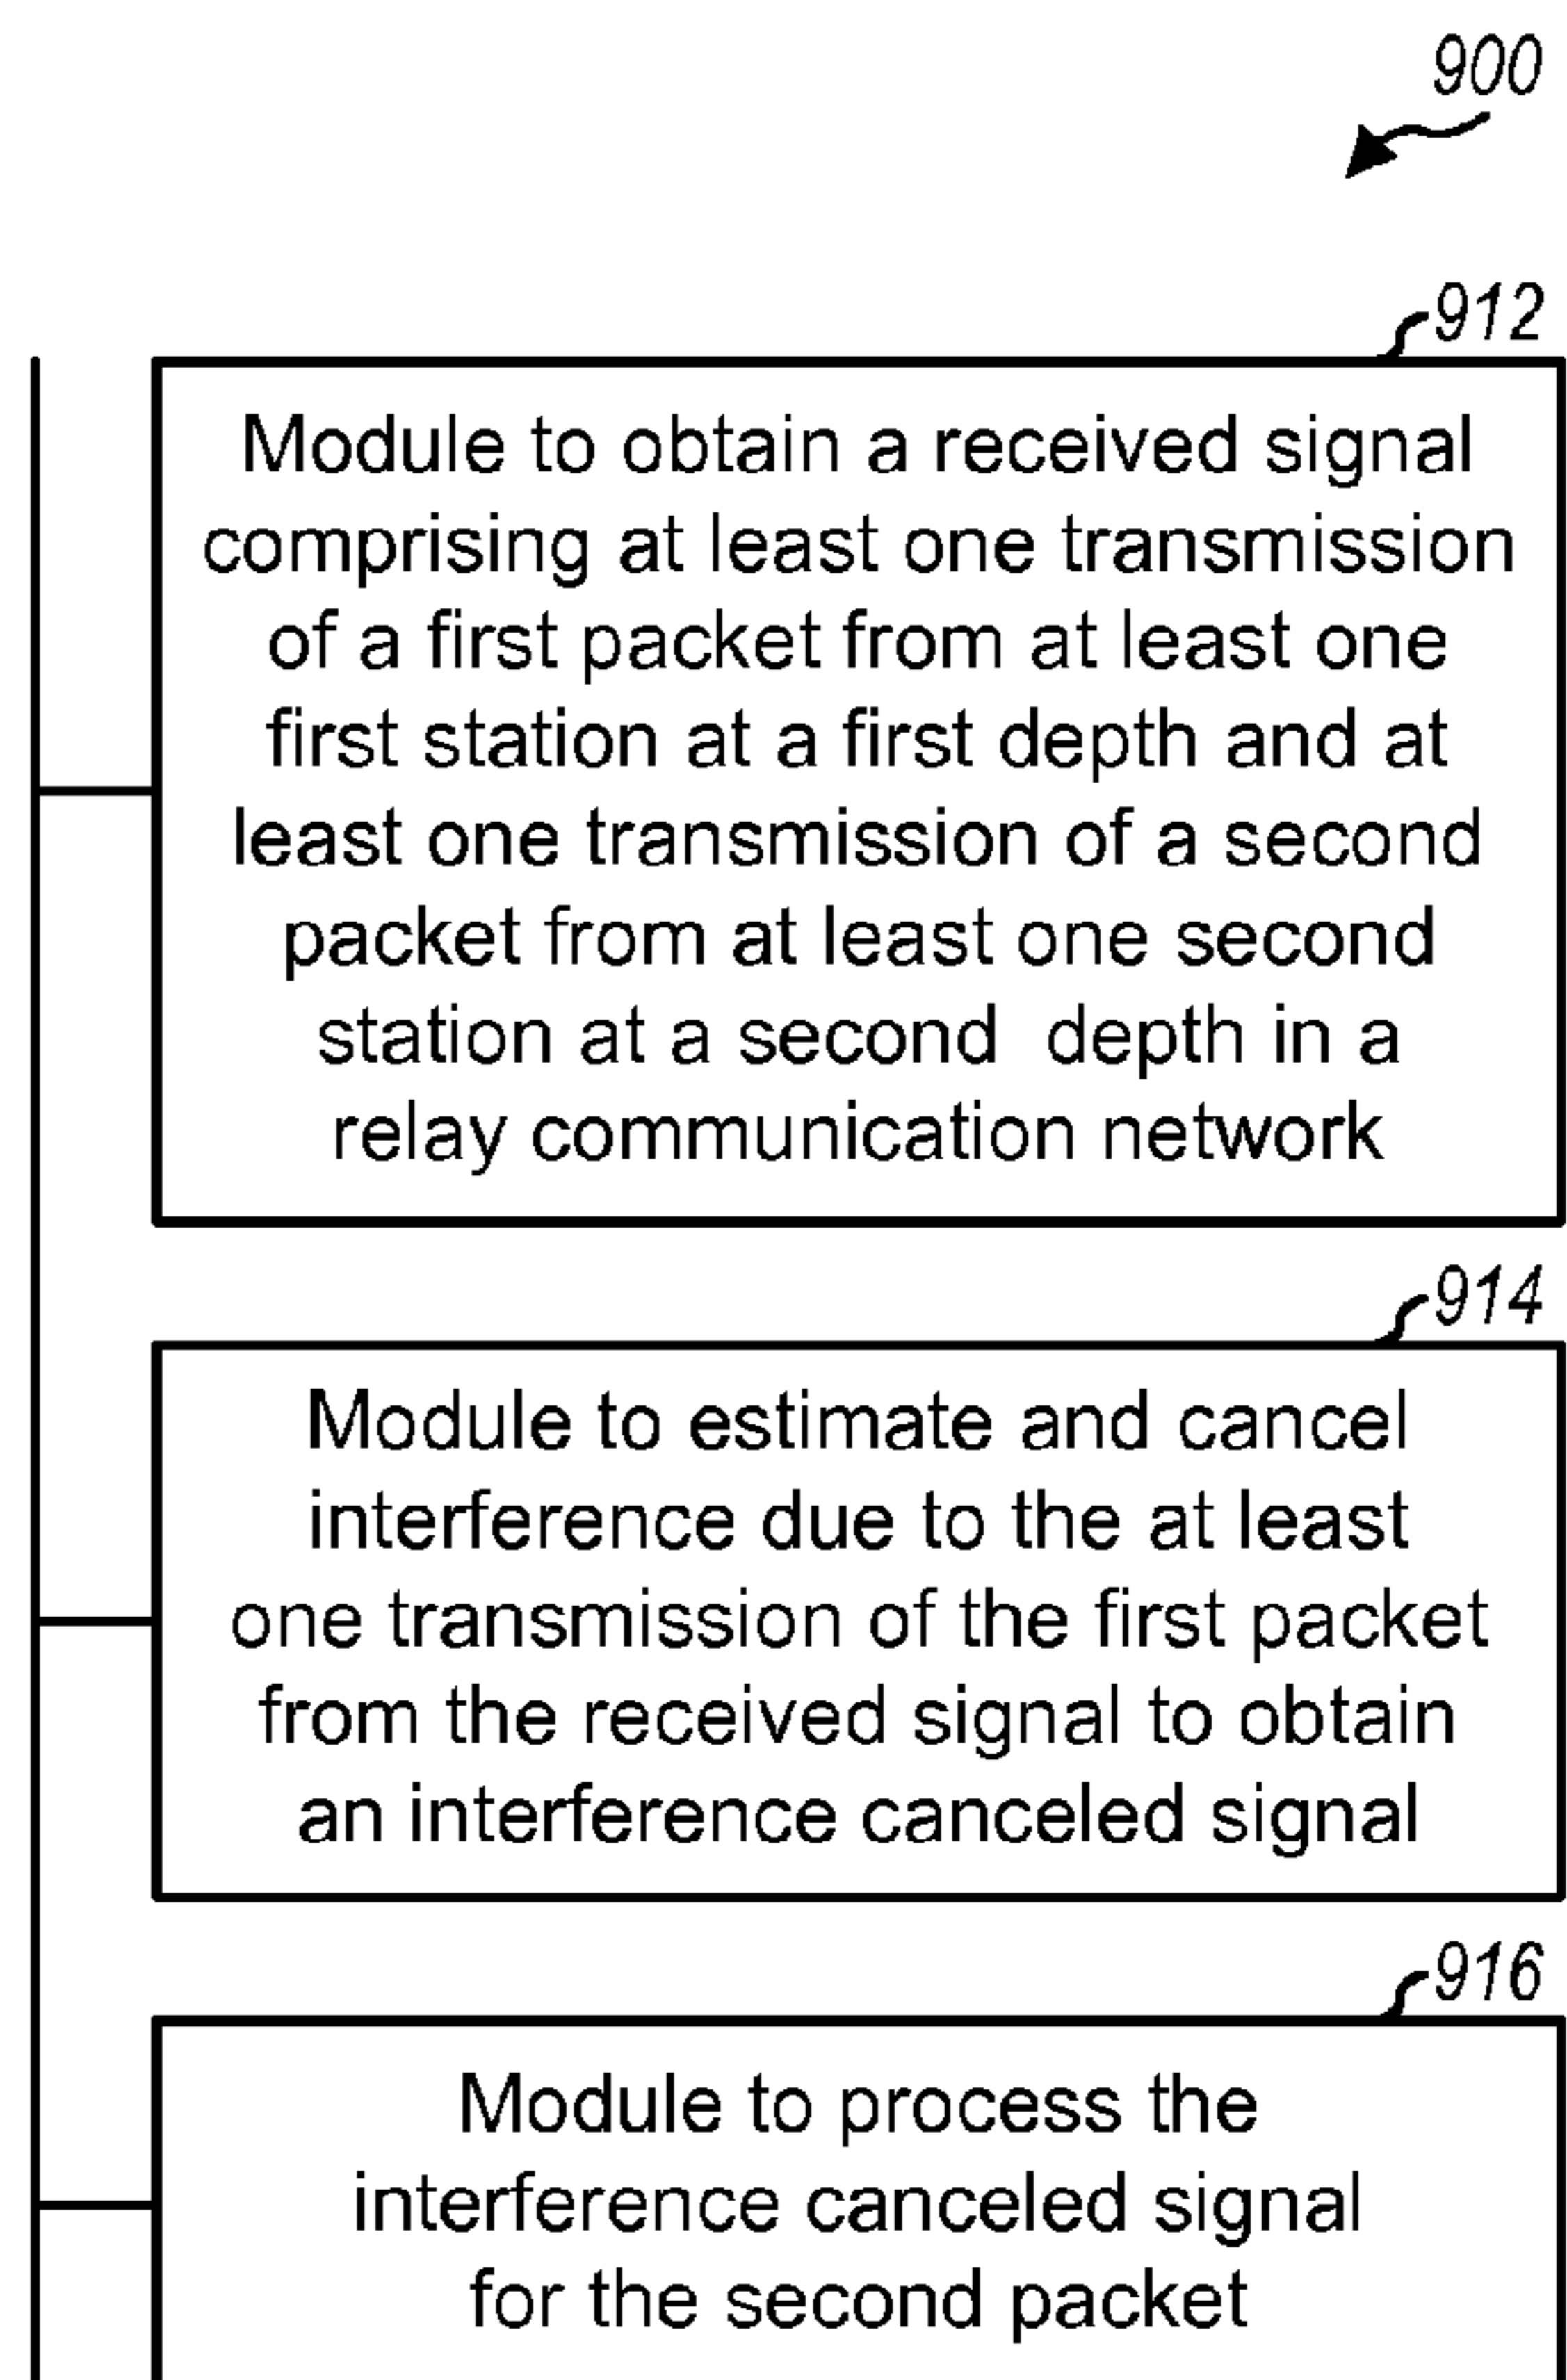 900
912
Module to obtain a received signal
comprising at least one transmission
of a first packet from at least one
first station at a first depth and at
least one transmission of a second
packet from at least one second
station at a second depth in a
relay communication network
914
Module to estimate and cancel
interference due to the at least
one transmission of the first packet
from the received signal to obtain
an interference canceled signal
916
Module to process the
interference canceled signal
for the second packet